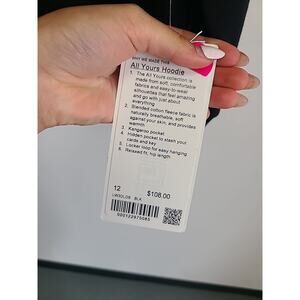 WHY WE MADE THIS
All Yours Hoodie
1. The All Yours collection is
made from soft, comfortable
fabrics and easy-to-wear
silhouettes that feel amazing
and go with just about
everything
2. Blended cotton fleece fabric is
naturally breathable, soft
against your skin, and provides
warmth
3. Kangaroo pocket
4. Hidden pocket to stash your
cards and key
5. Locker loop for easy hanging
6. Relaxed fit, hip length
12
$108.00
BLK